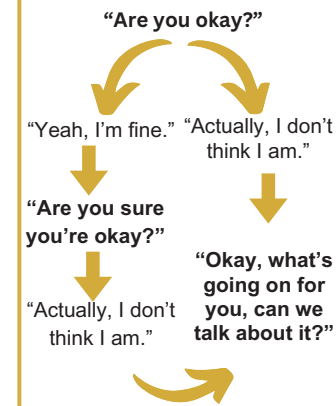 “Are you okay?”
“Yeah, I’m fine.”
“Actually, I don’t
think I am.”
“Are you sure
you’re okay?”
“Actually, I don’t
think I am.”
“Okay, what’s
going on for
you, can we
talk about it?”